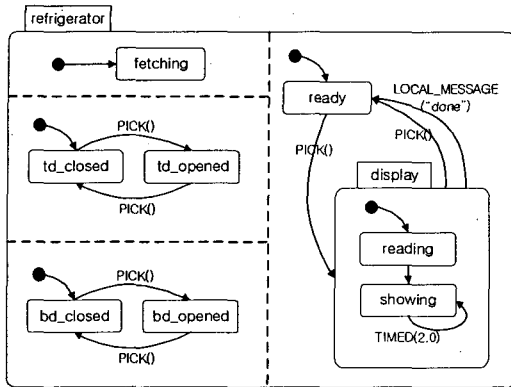 refrigerator
fetching
PICK()
td_closed
td_opened
PICK()
PICK()
bd_closed
bd_opened
PICK()
ready
LOCAL_MESSAGE
("done")
PICK()
PICK()
display
reading
showing
TIMED(2.0)